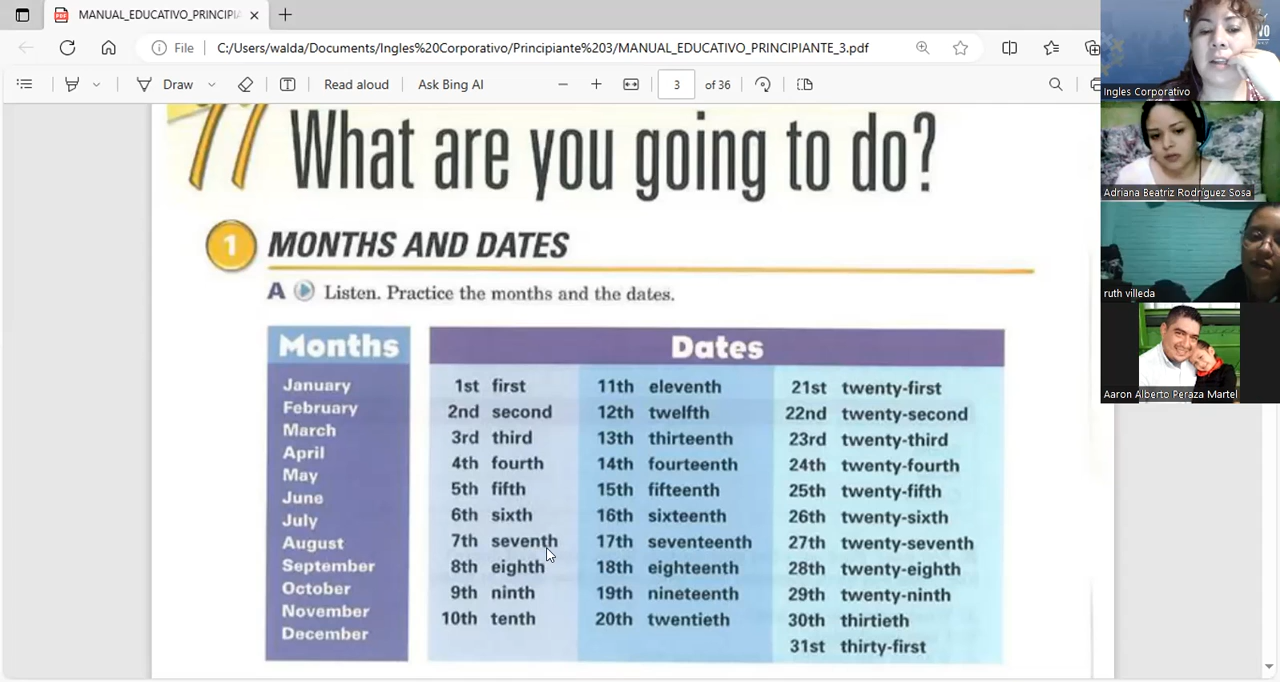 MANUAL_EDUCATIVO_PRINCIPIA
File
C:/Users/walda/Documents/Ingles%20Corporativo/Principiante%203/MANUAL_EDUCATIVO_PRINCIPIANTE_3.pdf
Draw
Read aloud
Ask Bing AI
3
of 36
What are you going to do?
1 MONTHS AND DATES
A Listen. Practice the months and the dates.
Months
January
February
March
April
May
June
July
August
September
October
November
December
Dates
1st first
2nd second
3rd third
4th fourth
5th fifth
6th sixth
7th seventh
8th eighth
9th ninth
10th tenth
11th eleventh
12th twelfth
13th thirteenth
14th fourteenth
15th fifteenth
16th sixteenth
17th seventeenth
18th eighteenth
19th nineteenth
20th twentieth
21st twenty-first
22nd twenty-second
23rd twenty-third
24th twenty-fourth
25th twenty-fifth
26th twenty-sixth
27th twenty-seventh
28th twenty-eighth
29th twenty-ninth
30th thirtieth
31st thirty-first
Ingles Corporativo
Adriana Beatriz Rodríguez Sosa
ruth villeda
Aaron Alberto Peraza Martel